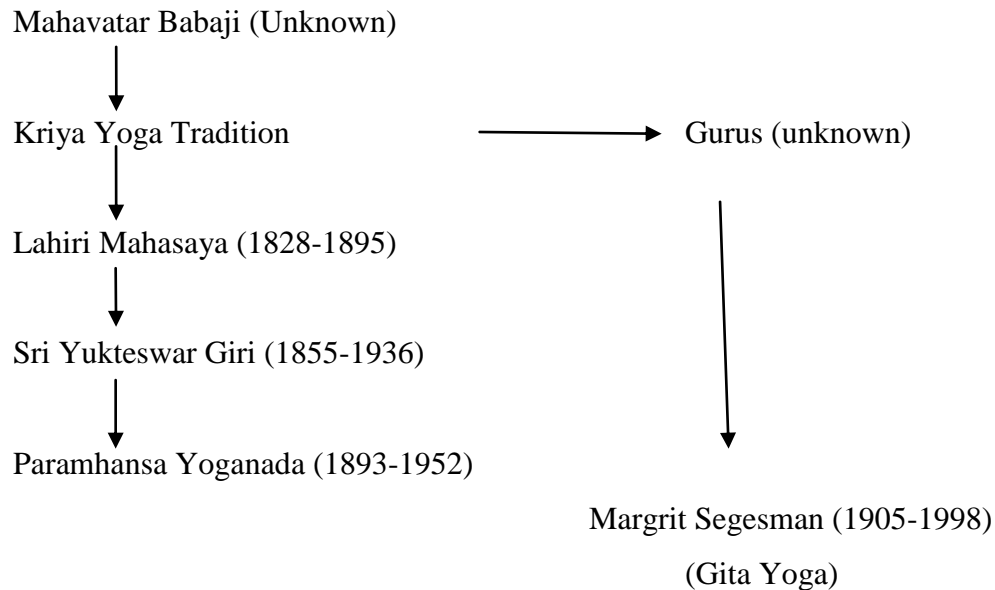 Mahavatar Babaji (Unknown)
Kriya Yoga Tradition
Gurus (unknown)
Lahiri Mahasaya (1828-1895)
Sri Yukteswar Giri (1855-1936)
Paramhansa Yoganada (1893-1952)
Margrit Segesman (1905-1998)
(Gita Yoga)